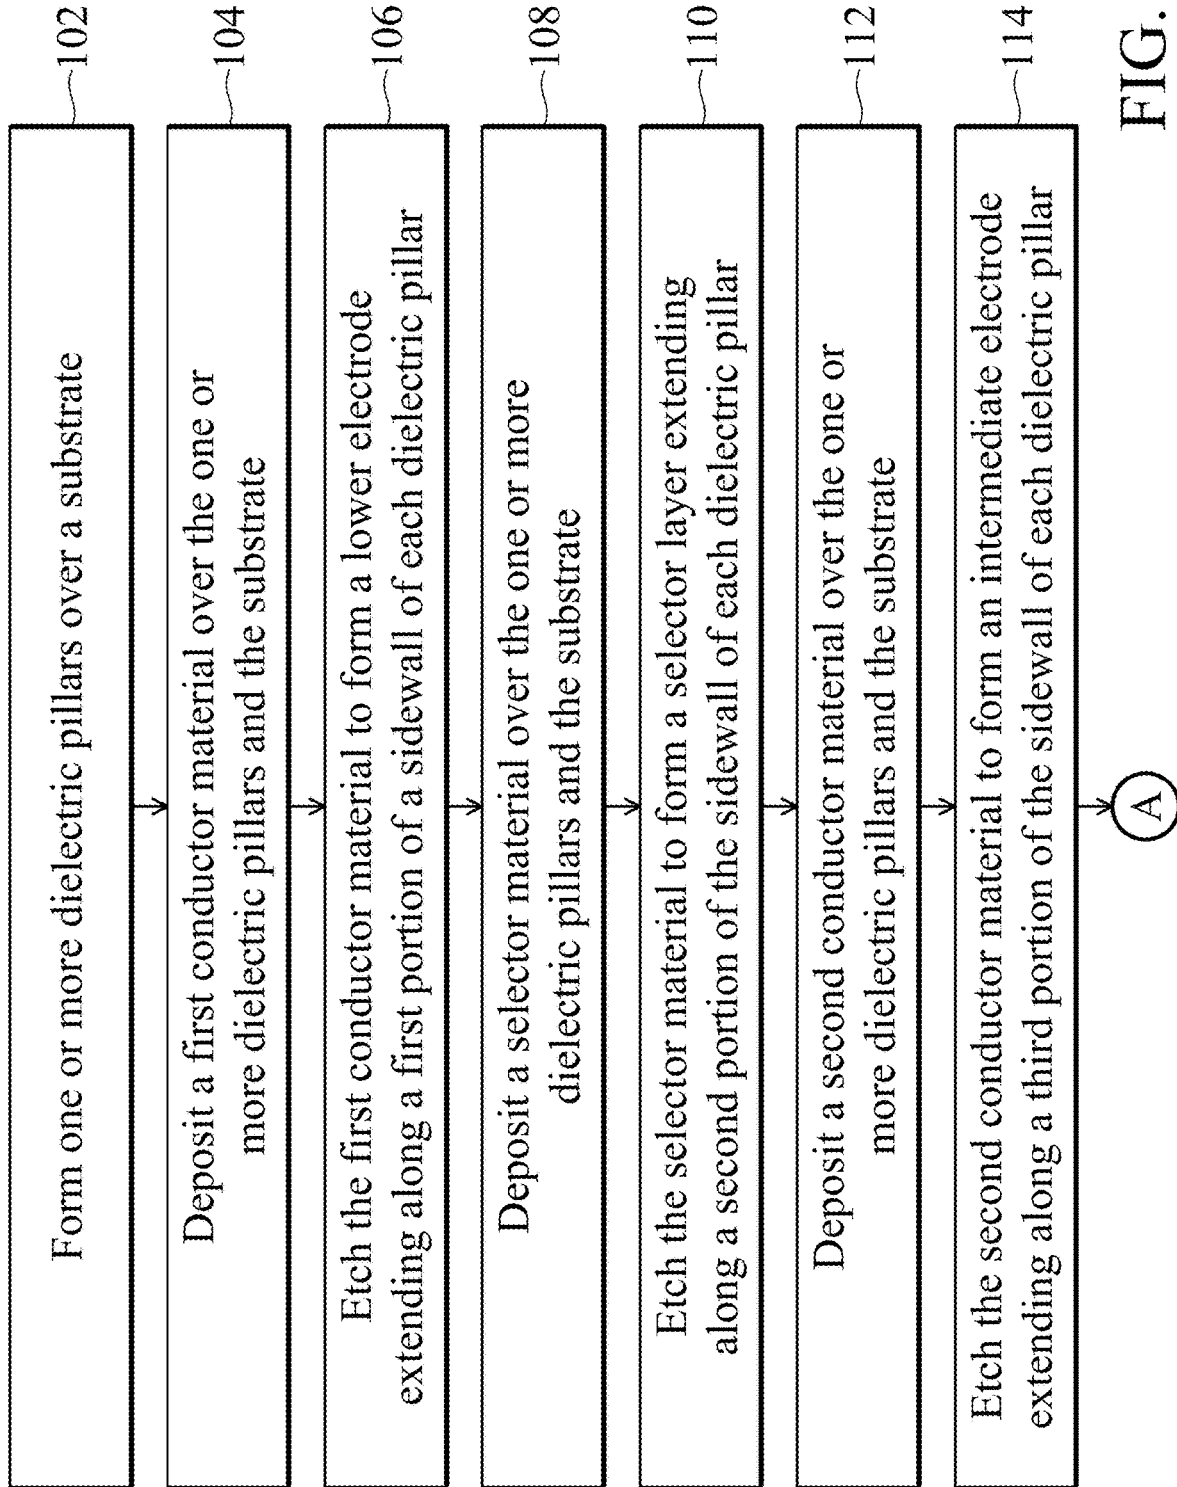 Form one or more dielectric pillars over a substrate
102
Deposit a first conductor material over the one or
more dielectric pillars and the substrate
104
Etch the first conductor material to form a lower electrode
extending along a first portion of a sidewall of each dielectric pillar
106
Deposit a selector material over the one or more
dielectric pillars and the substrate
108
Etch the selector material to form a selector layer extending
along a second portion of the sidewall of each dielectric pillar
110
Deposit a second conductor material over the one or
more dielectric pillars and the substrate
112
Etch the second conductor material to form an intermediate electrode
extending along a third portion of the sidewall of each dielectric pillar
114
A
FIG.